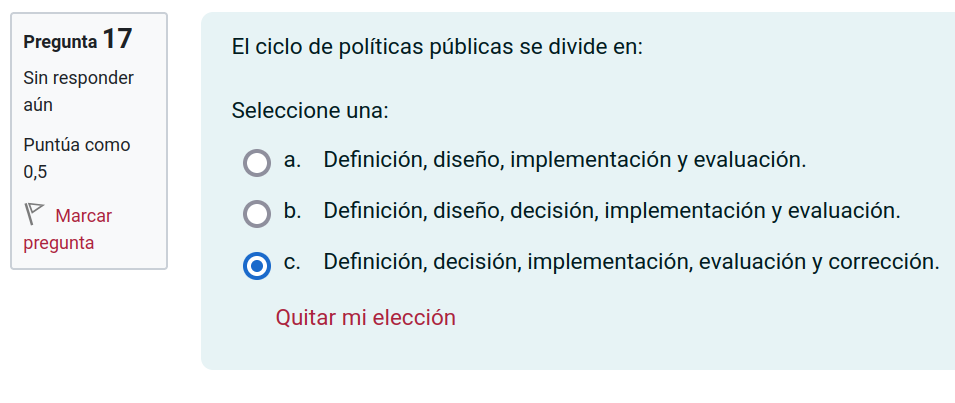 Pregunta 17
Sin responder
aún
Puntúa como
0,5
Marcar
pregunta
El ciclo de políticas públicas se divide en:
Seleccione una:
a. Definición, diseño, implementación y evaluación.
b. Definición, diseño, decisión, implementación y evaluación.
c. Definición, decisión, implementación, evaluación y corrección.
Quitar mi elección